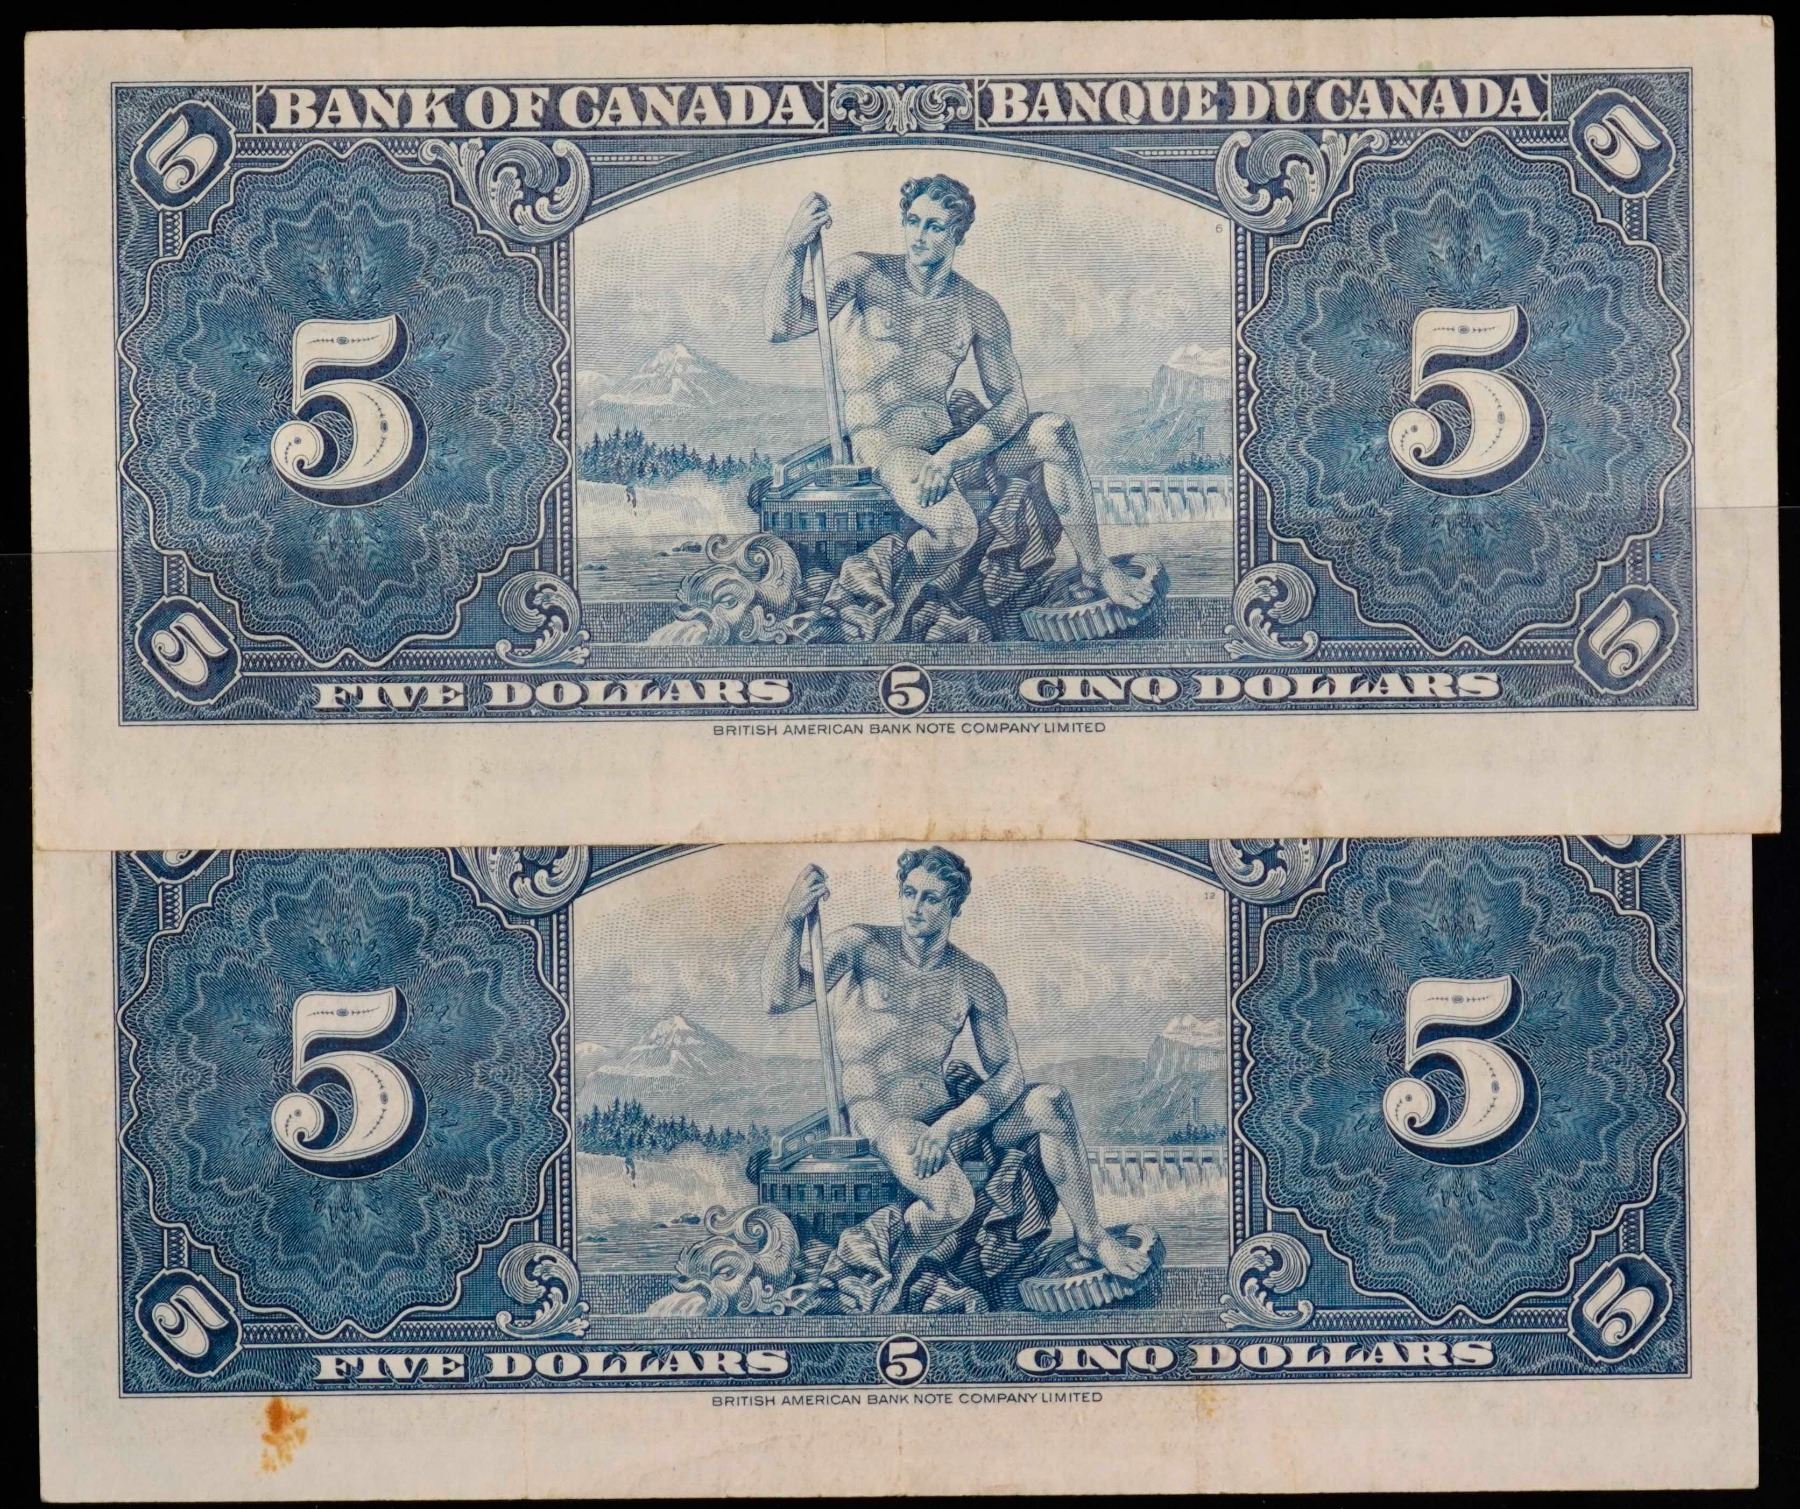 5 BANK OF CANADA BANQUE DU CANADA 5
6
5 5
5 FIVE DOLLARS 5 CINQ DOLLARS 5
BRITISH AMERICAN BANK NOTE COMPANY LIMITED
12
5 5
5 FIVE DOLLARS 5 CINQ DOLLARS 5
BRITISH AMERICAN BANK NOTE COMPANY LIMITED